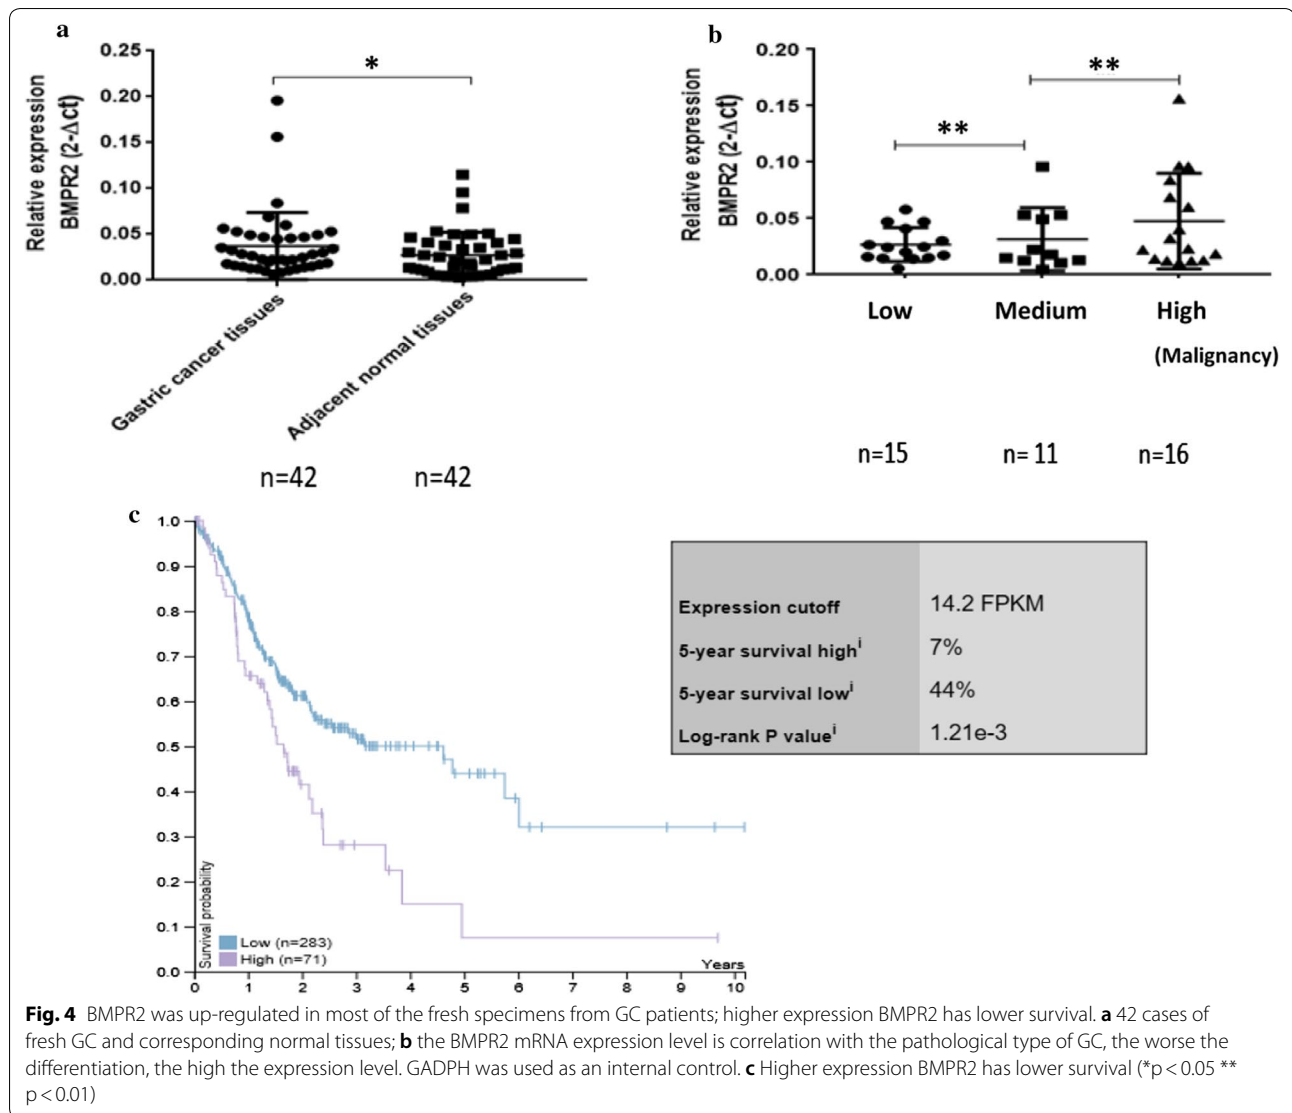 a
0.25
0.20
0.15
0.10
0.05
0.00
Relative expression
BMPR2 (2-Δct)
*
Gastric cancer tissues
Adjacent normal tissues
n=42
n=42
b
0.20
0.15
0.10
0.05
0.00
Relative expression
BMPR2 (2-Δct)
**
**
Low
Medium
High
(Malignancy)
n=15
n= 11
n=16
c
1.0
0.9
0.8
0.7
0.6
0.5
0.4
0.3
0.2
0.1
0.0
Survival probability
Low (n=283)
High (n=71)
Years
0 1 2 3 4 5 6 7 8 9 10
Expression cutoff 14.2 FPKM
5-year survival highⁱ 7%
5-year survival lowⁱ 44%
Log-rank P valueⁱ 1.21e-3
Fig. 4 BMPR2 was up-regulated in most of the fresh specimens from GC patients; higher expression BMPR2 has lower survival. a 42 cases of
fresh GC and corresponding normal tissues; b the BMPR2 mRNA expression level is correlation with the pathological type of GC, the worse the
differentiation, the high the expression level. GADPH was used as an internal control. c Higher expression BMPR2 has lower survival (*p < 0.05 **
p < 0.01)